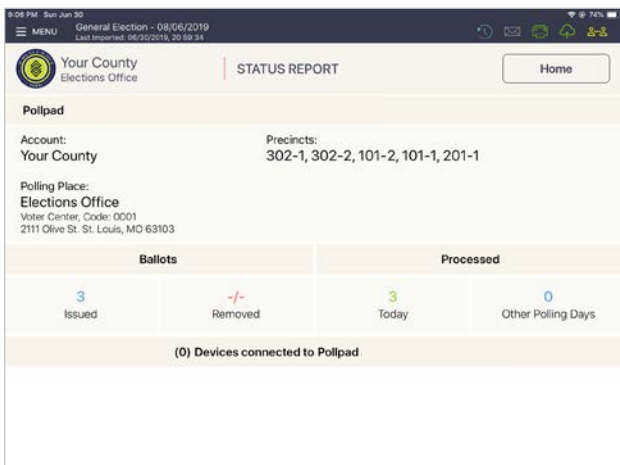 9:06 PM Sun Jun 30
74%
MENU
General Election - 08/06/2019
Last Imported: 06/30/2019, 20:59:34
Your County
Elections Office
STATUS REPORT
Home
Pollpad
Account:
Your County
Precincts:
302-1, 302-2, 101-2, 101-1, 201-1
Polling Place:
Elections Office
Voter Center, Code: 0001
2111 Olive St. St. Louis, MO 63103
Ballots
Processed
3
Issued
-/-
Removed
3
Today
0
Other Polling Days
(0) Devices connected to Pollpad